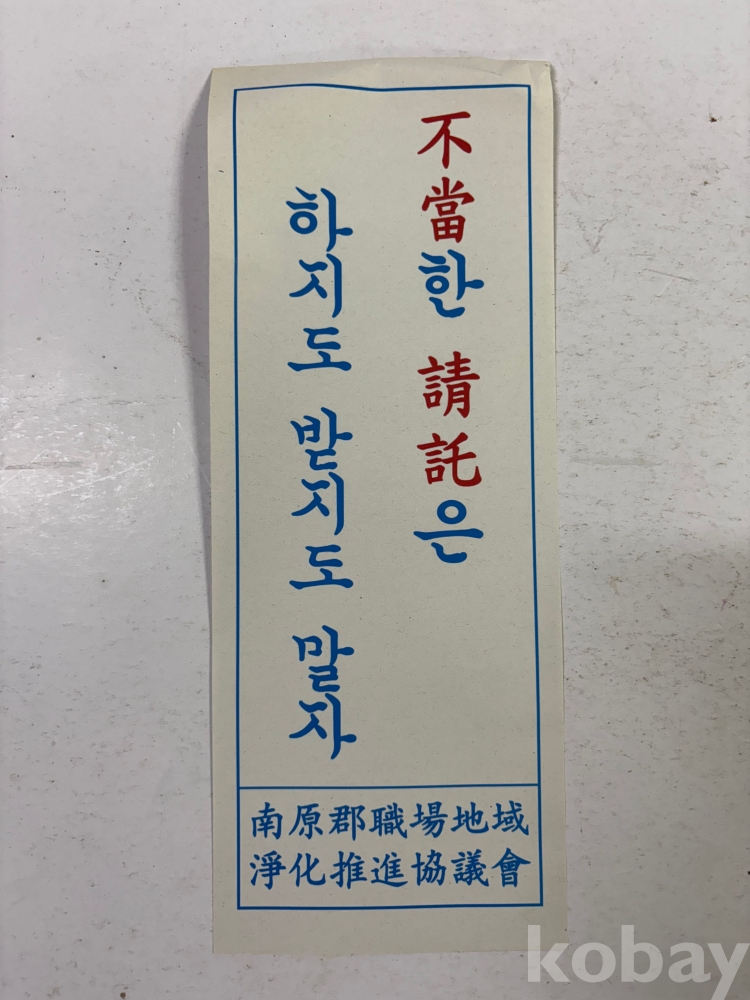 不當한 請託은
하지도 받지도 말자
南原郡職場地域
淨化推進協議會
kobay